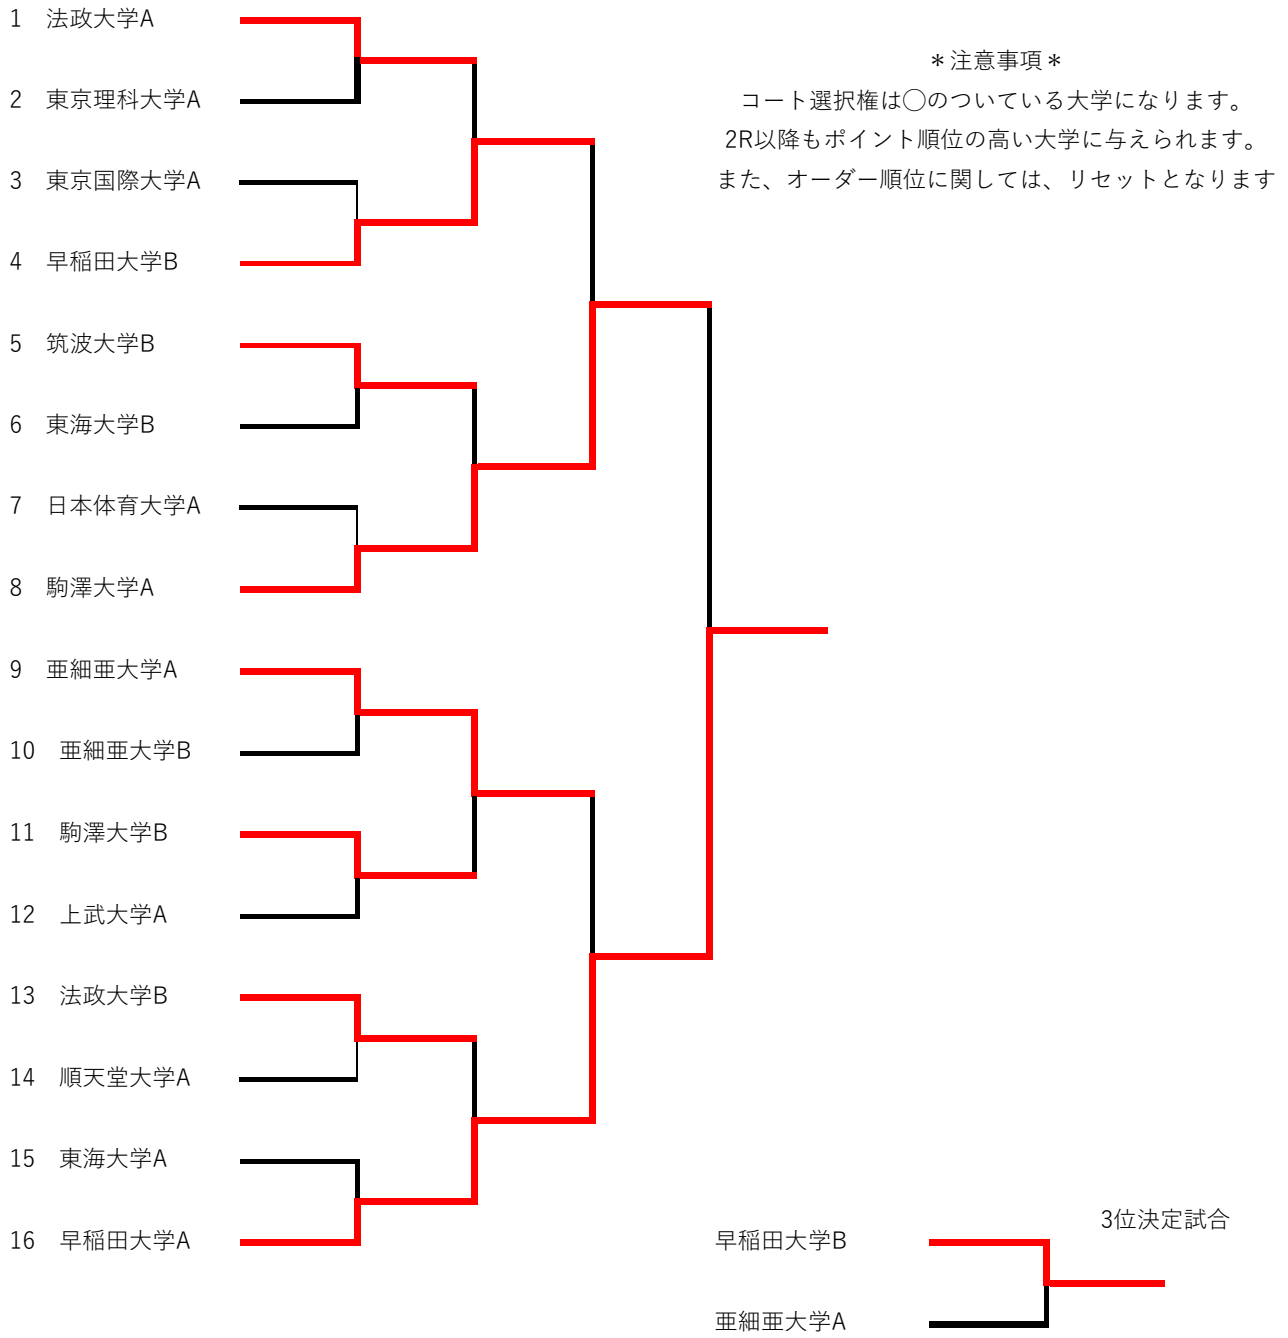 1 法政大学A
＊注意事項＊
2 東京理科大学A
コート選択権は◯のついている大学になります。
2R以降もポイント順位の高い大学に与えられます。
3 東京国際大学A
また、オーダー順位に関しては、リセットとなります
4 早稲田大学B
5 筑波大学B
6 東海大学B
7 日本体育大学A
8 駒澤大学A
9 亜細亜大学A
10 亜細亜大学B
11 駒澤大学B
12 上武大学A
13 法政大学B
14 順天堂大学A
15 東海大学A
16 早稲田大学A
3位決定試合
早稲田大学B
亜細亜大学A